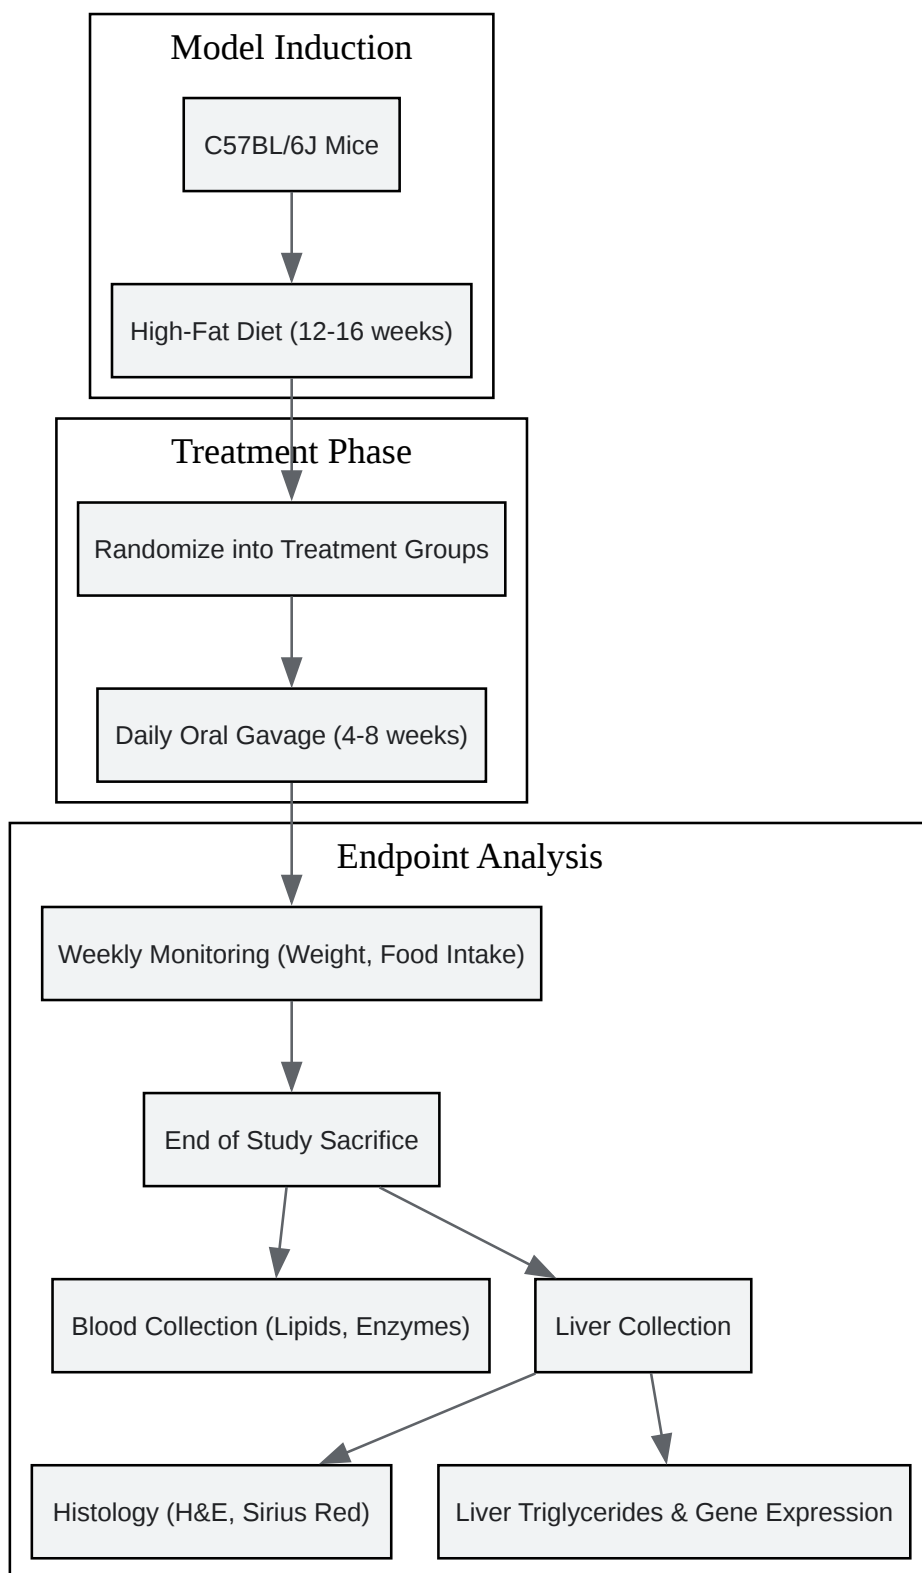 Model Induction
C57BL/6J Mice
High-Fat Diet (12-16 weeks)
Treatment Phase
Randomize into Treatment Groups
Daily Oral Gavage (4-8 weeks)
Endpoint Analysis
Weekly Monitoring (Weight, Food Intake)
End of Study Sacrifice
Blood Collection (Lipids, Enzymes)
Liver Collection
Histology (H&E, Sirius Red)
Liver Triglycerides & Gene Expression